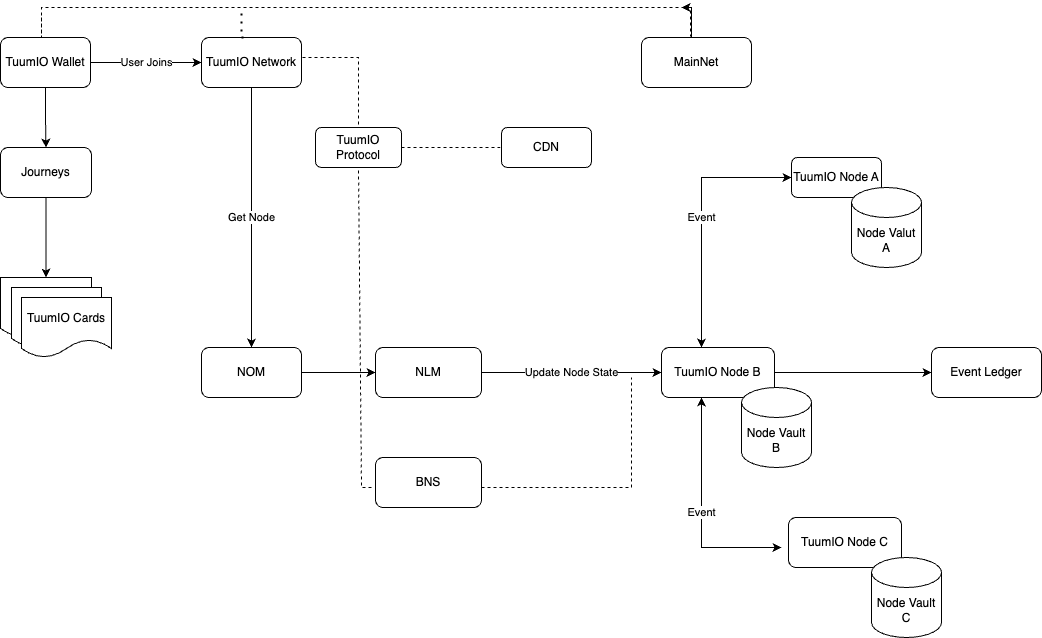 TuumIO Wallet
User Joins
TuumIO Network
MainNet
TuumIO
Protocol
CDN
Journeys
TuumIO Node A
Event
Get Node
Node Valut
A
TuumIO Cards
NOM
NLM
Update Node State
TuumIO Node B
Event Ledger
Node Vault
B
BNS
Event
TuumIO Node C
Node Vault
C